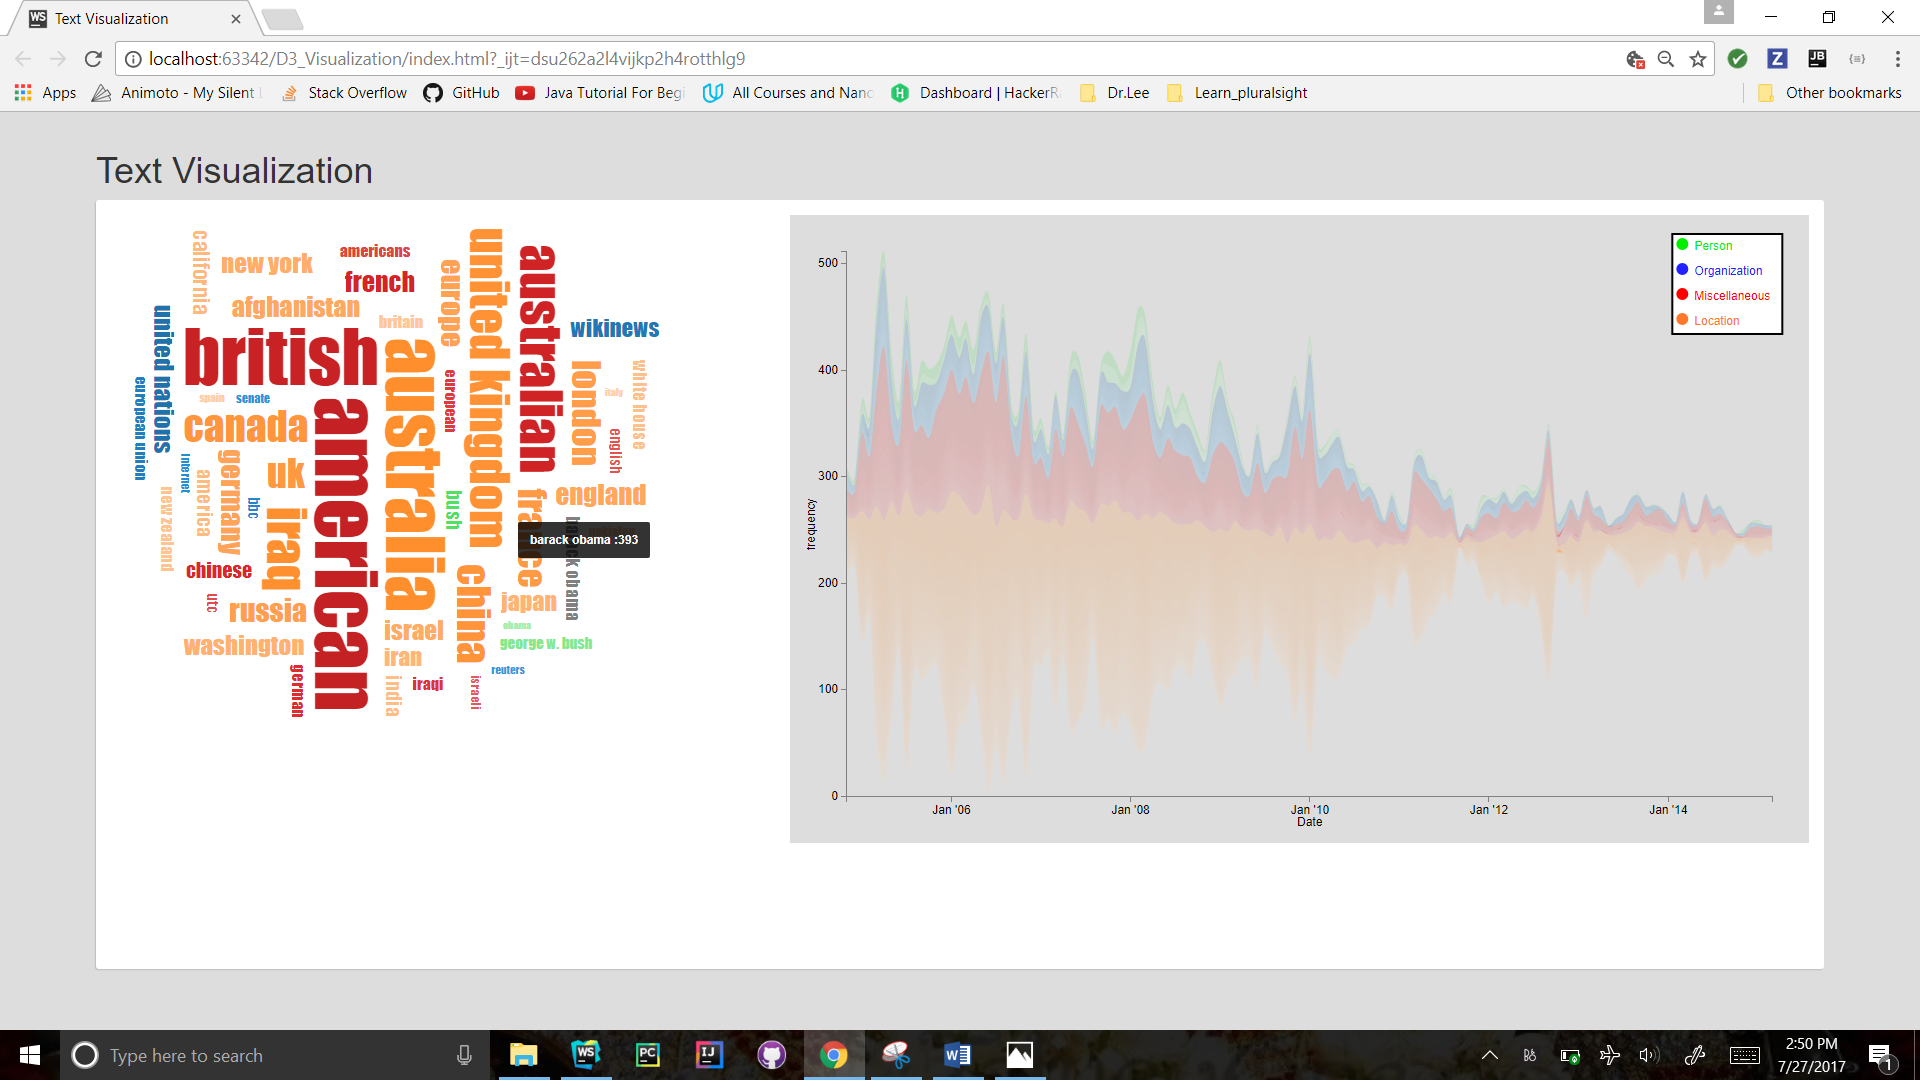 Text Visualization
localhost:63342/D3_Visualization/index.html?_ijt=dsu262a2l4vijkp2h4rotthlg9
Apps
Animoto - My Silent
Stack Overflow
GitHub
Java Tutorial For Begi
All Courses and Nanc
Dashboard | HackerR
Dr.Lee
Learn_pluralsight
Other bookmarks
Text Visualization
california
new york
americans
french
afghanistan
britain
europe
united kingdom
australian
wikinews
united nations
british
european union
spain
senate
canada
american
australia
european
london
italy
white house
english
uk
germany
internet
america
new zealand
bbc
iraq
bush
france
england
barack obama :393
barack obama
chinese
utc
russia
washington
german
israel
iran
india
iraqi
china
israeli
japan
obama
george w. bush
reuters
frequency
500
400
300
200
100
0
Jan '06
Jan '08
Jan '10
Jan '12
Jan '14
Date
Person
Organization
Miscellaneous
Location
Type here to search
WS
PC
IJ
2:50 PM
7/27/2017
1